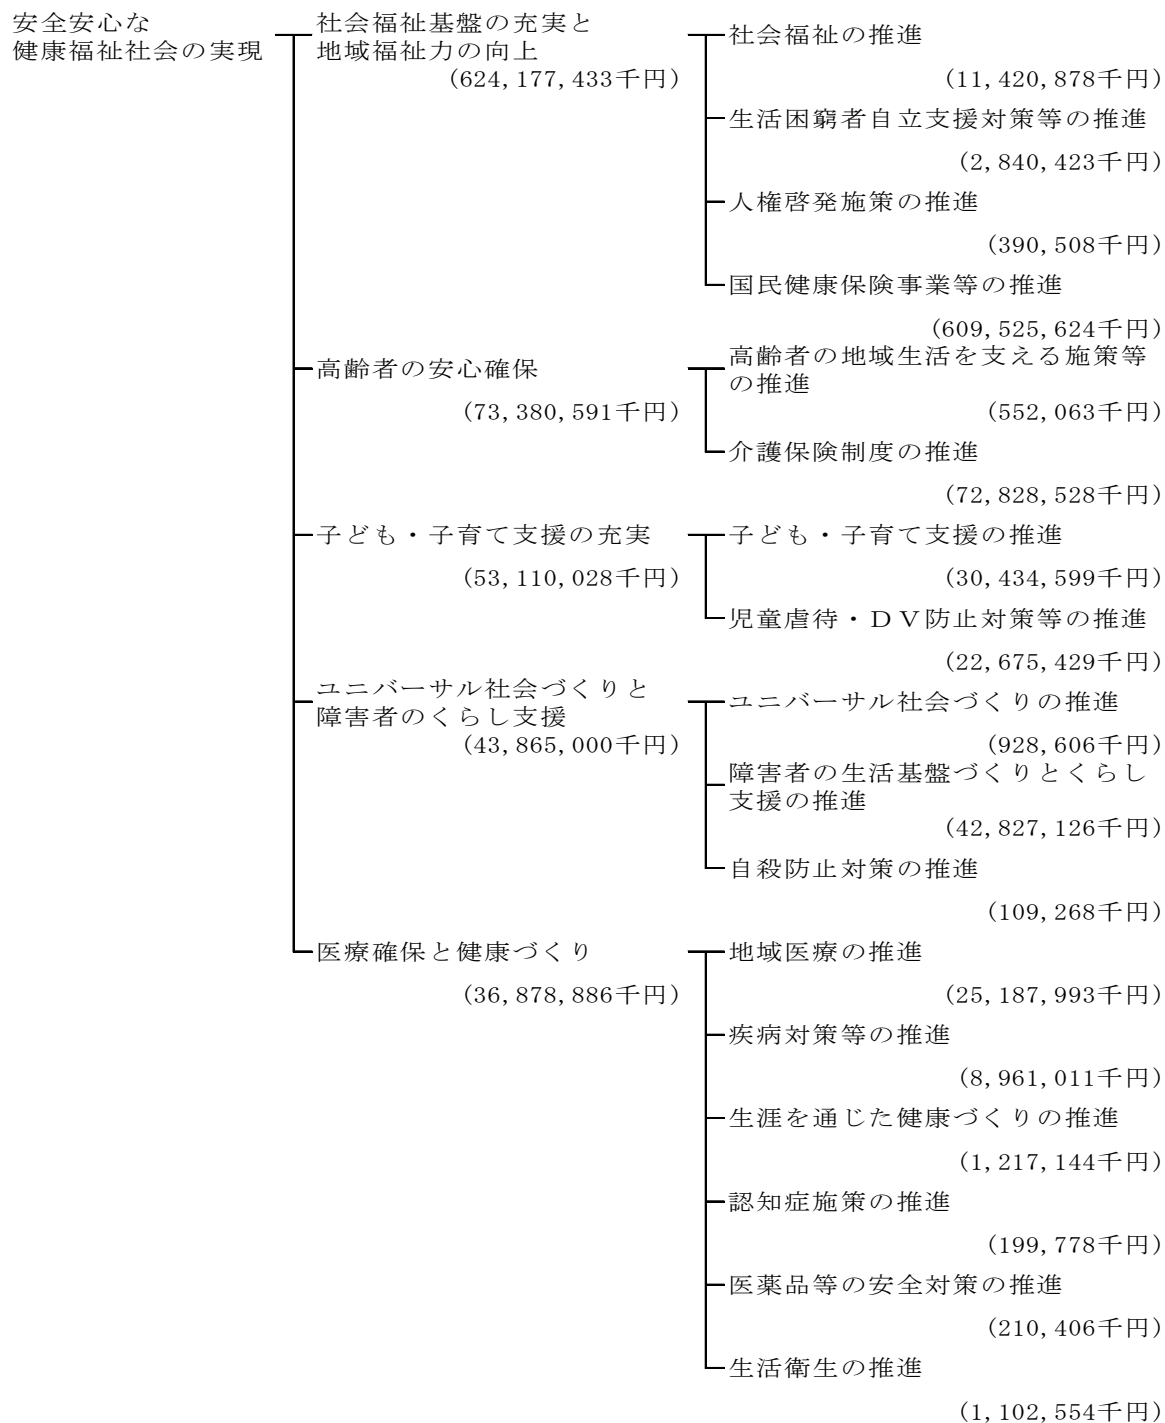 安全安心な
健康福祉社会の実現
社会福祉基盤の充実と
地域福祉力の向上
(624,177,433千円)
社会福祉の推進
(11,420,878千円)
生活困窮者自立支援対策等の推進
(2,840,423千円)
人権啓発施策の推進
(390,508千円)
国民健康保険事業等の推進
(609,525,624千円)
高齢者の安心確保
(73,380,591千円)
高齢者の地域生活を支える施策等
の推進
(552,063千円)
介護保険制度の推進
(72,828,528千円)
子ども・子育て支援の充実
(53,110,028千円)
子ども・子育て支援の推進
(30,434,599千円)
児童虐待・DV防止対策等の推進
(22,675,429千円)
ユニバーサル社会づくりと
障害者のくらし支援
(43,865,000千円)
ユニバーサル社会づくりの推進
(928,606千円)
障害者の生活基盤づくりとくらし
支援の推進
(42,827,126千円)
自殺防止対策の推進
(109,268千円)
医療確保と健康づくり
(36,878,886千円)
地域医療の推進
(25,187,993千円)
疾病対策等の推進
(8,961,011千円)
生涯を通じた健康づくりの推進
(1,217,144千円)
認知症施策の推進
(199,778千円)
医薬品等の安全対策の推進
(210,406千円)
生活衛生の推進
(1,102,554千円)